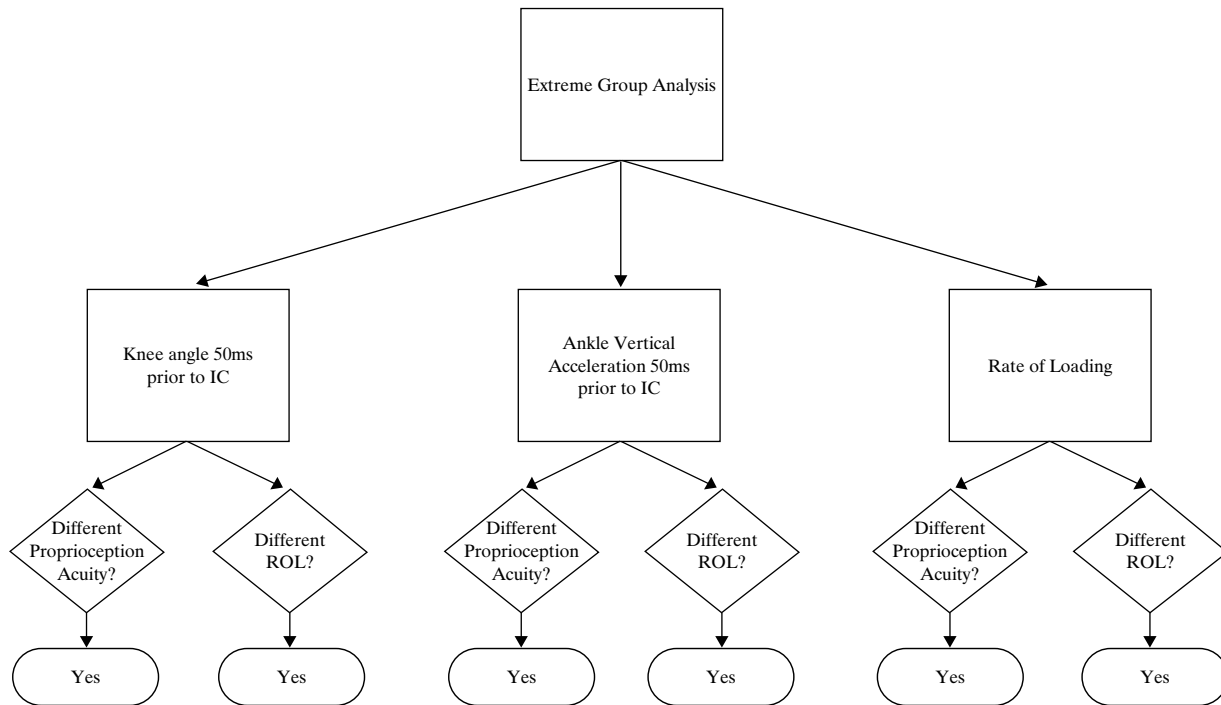 Extreme Group Analysis
Knee angle 50ms
prior to IC
Ankle Vertical
Acceleration 50ms
prior to IC
Rate of Loading
Different
Proprioception
Acuity?
Different
ROL?
Different
Proprioception
Acuity?
Different
ROL?
Different
Proprioception
Acuity?
Different
ROL?
Yes
Yes
Yes
Yes
Yes
Yes